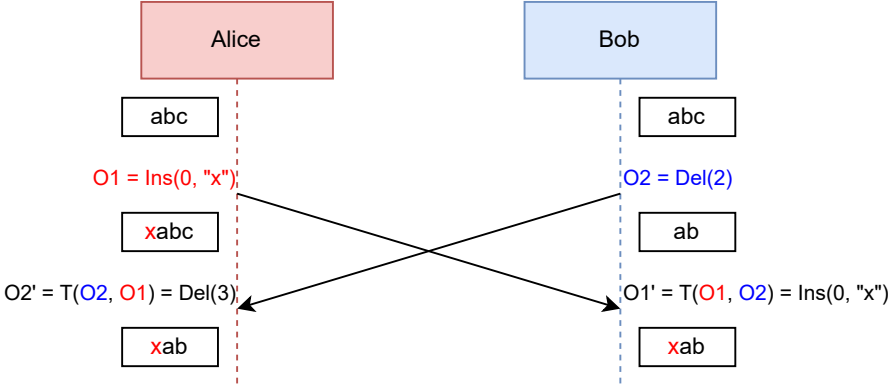 Alice Bob
abc abc
O1 = Ins(0, "x") O2 = Del(2)
xabc ab
O2' = T(O2, O1) = Del(3) O1' = T(O1, O2) = Ins(0, "x")
xab xab